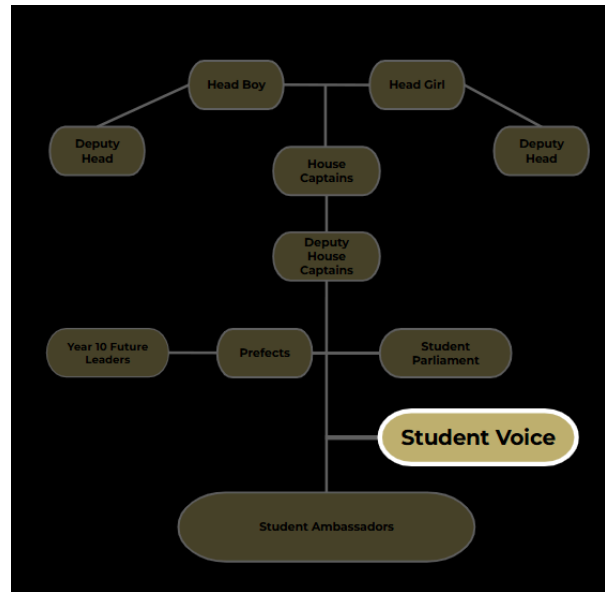 Head Boy
Head Girl
Deputy
Head
House
Captains
Deputy
Head
Deputy
House
Captains
Year 10 Future
Leaders
Prefects
Student
Parliament
Student Voice
Student Ambassadors